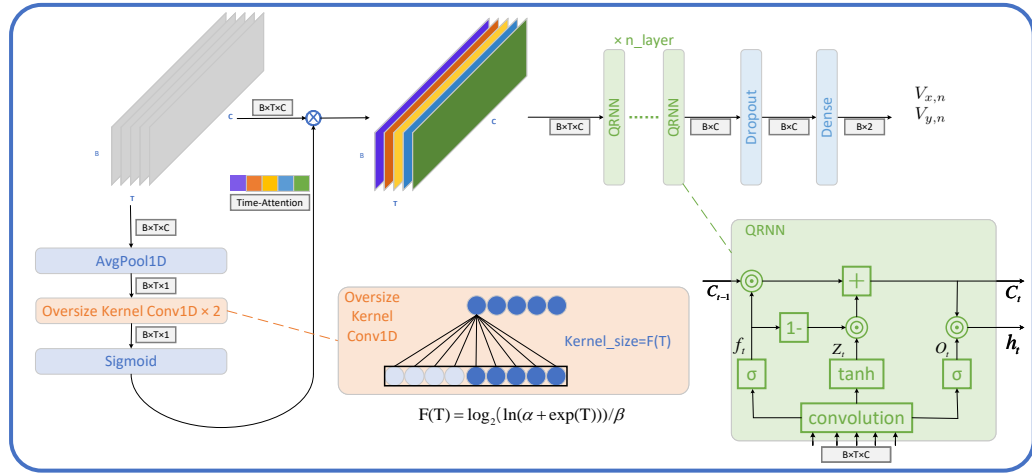 B
T
C
B×T×C
B
T
C
Time-Attention
B×T×C
AvgPool1D
B×T×1
Oversize Kernel Conv1D × 2
B×T×1
Sigmoid
B×T×C
× n_layer
QRNN
QRNN
B×C
Dropout
B×C
Dense
B×2
V_{x,n}
V_{y,n}
Oversize
Kernel
Conv1D
Kernel_size=F(T)
F(T) = log₂(ln(α + exp(T)))/β
QRNN
C_{t-1}
+
C_t
1-
h_t
f_t
Z_t
O_t
σ
tanh
σ
convolution
B×T×C